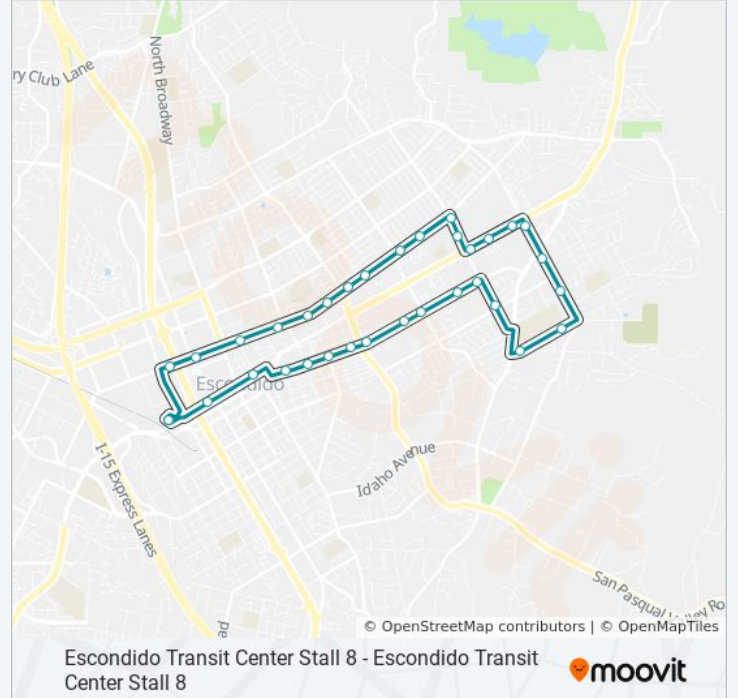 North Broadway
ry Club Lane
Escondido
I-15 Express Lanes
Idaho Avenue
San Pasqual Valley Ro
pe
© OpenStreetMap contributors | © OpenMapTiles
Escondido Transit Center Stall 8 - Escondido Transit
Center Stall 8
moovit